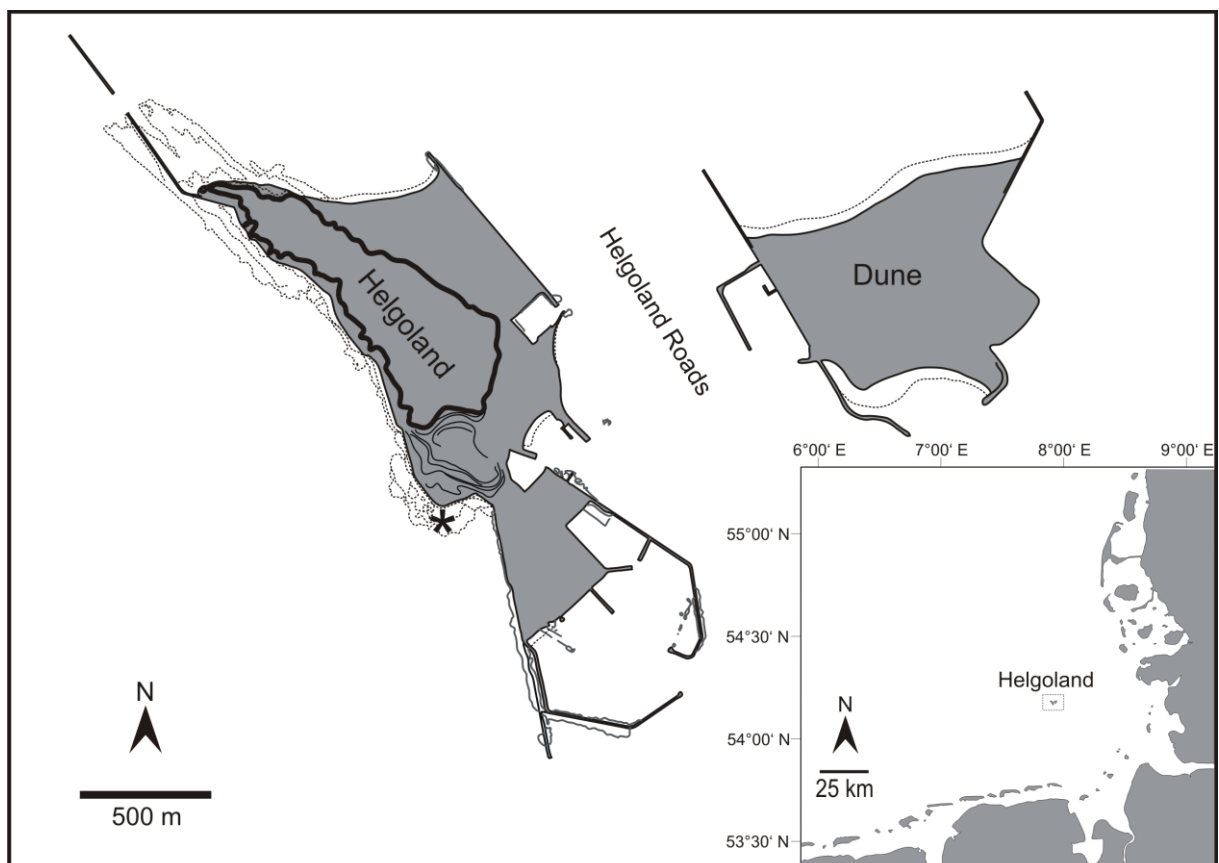 Helgoland
Helgoland Roads
Dune
N
500 m
6°00' E
7°00' E
8°00' E
9°00' E
55°00' N
54°30' N
54°00' N
53°30' N
Helgoland
N
25 km